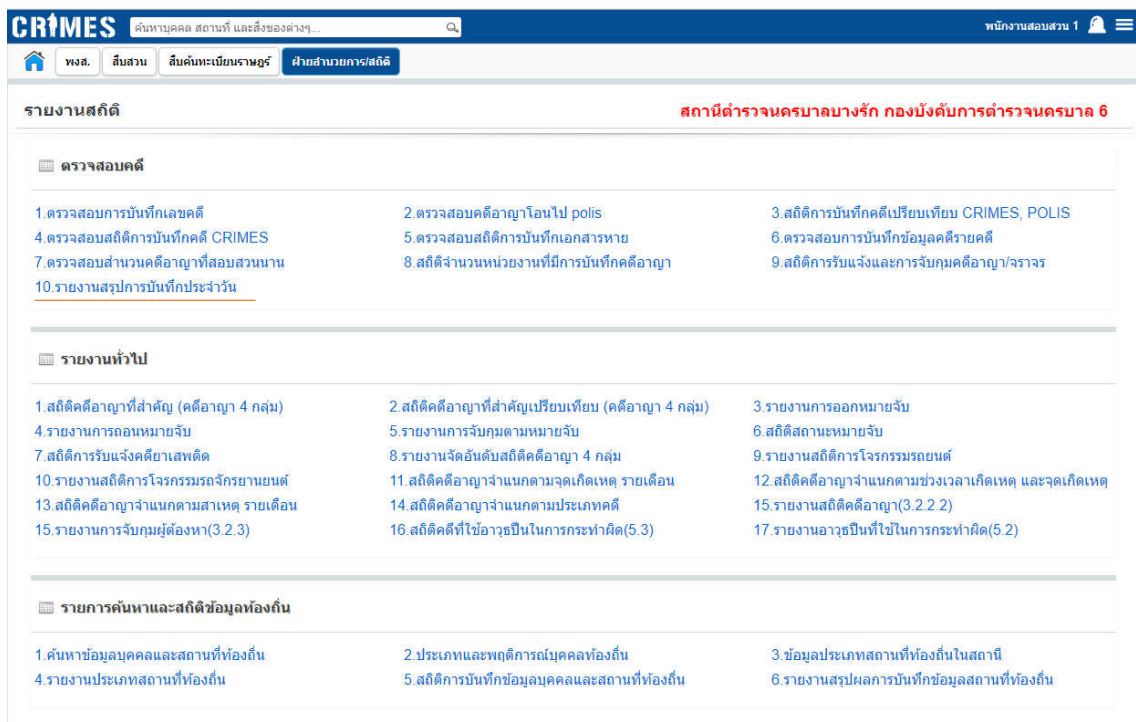 CRIMES ค้นหาบุคคล สถานที่ และสิ่งของต่างๆ... พนักงานสอบสวน 1
พงส. สืบสวน สืบค้นทะเบียนราษฎร์ ฝ่ายอำนวยการ/สถิติ
รายงานสถิติ สถานีตำรวจนครบาลบางรัก กองบังคับการตำรวจนครบาล 6
ตรวจสอบคดี
1.ตรวจสอบการบันทึกเลขคดี 2.ตรวจสอบคดีอาญาโอนไป polis 3.สถิติการบันทึกคดีเปรียบเทียบ CRIMES, POLIS
4.ตรวจสอบสถิติการบันทึกคดี CRIMES 5.ตรวจสอบสถิติการบันทึกเอกสารหาย 6.ตรวจสอบการบันทึกข้อมูลคดีรายคดี
7.ตรวจสอบสำนวนคดีอาญาที่สอบสวนนาน 8.สถิติจำนวนหน่วยงานที่มีการบันทึกคดีอาญา 9.สถิติการรับแจ้งและการจับกุมคดีอาญา/จราจร
10.รายงานสรุปการบันทึกประจำวัน
รายงานทั่วไป
1.สถิติคดีอาญาที่สำคัญ (คดีอาญา 4 กลุ่ม) 2.สถิติคดีอาญาที่สำคัญเปรียบเทียบ (คดีอาญา 4 กลุ่ม) 3.รายงานการออกหมายจับ
4.รายงานการถอนหมายจับ 5.รายงานการจับกุมตามหมายจับ 6.สถิติสถานะหมายจับ
7.สถิติการรับแจ้งคดียาเสพติด 8.รายงานจัดอันดับสถิติคดีอาญา 4 กลุ่ม 9.รายงานสถิติการโจรกรรมรถยนต์
10.รายงานสถิติการโจรกรรมรถจักรยานยนต์ 11.สถิติคดีอาญาจำแนกตามจุดเกิดเหตุ รายเดือน 12.สถิติคดีอาญาจำแนกตามช่วงเวลาเกิดเหตุ และจุดเกิดเหตุ
13.สถิติคดีอาญาจำแนกตามสาเหตุ รายเดือน 14.สถิติคดีอาญาจำแนกตามประเภทคดี 15.รายงานสถิติคดีอาญา(3.2.2.2)
15.รายงานการจับกุมผู้ต้องหา(3.2.3) 16.สถิติคดีที่ใช้อาวุธปืนในการกระทำผิด(5.3) 17.รายงานอาวุธปืนที่ใช้ในการกระทำผิด(5.2)
รายการค้นหาและสถิติข้อมูลท้องถิ่น
1.ค้นหาข้อมูลบุคคลและสถานที่ท้องถิ่น 2.ประเภทและพฤติการณ์บุคคลท้องถิ่น 3.ข้อมูลประเภทสถานที่ท้องถิ่นในสถานี
4.รายงานประเภทสถานที่ท้องถิ่น 5.สถิติการบันทึกข้อมูลบุคคลและสถานที่ท้องถิ่น 6.รายงานสรุปผลการบันทึกข้อมูลสถานที่ท้องถิ่น